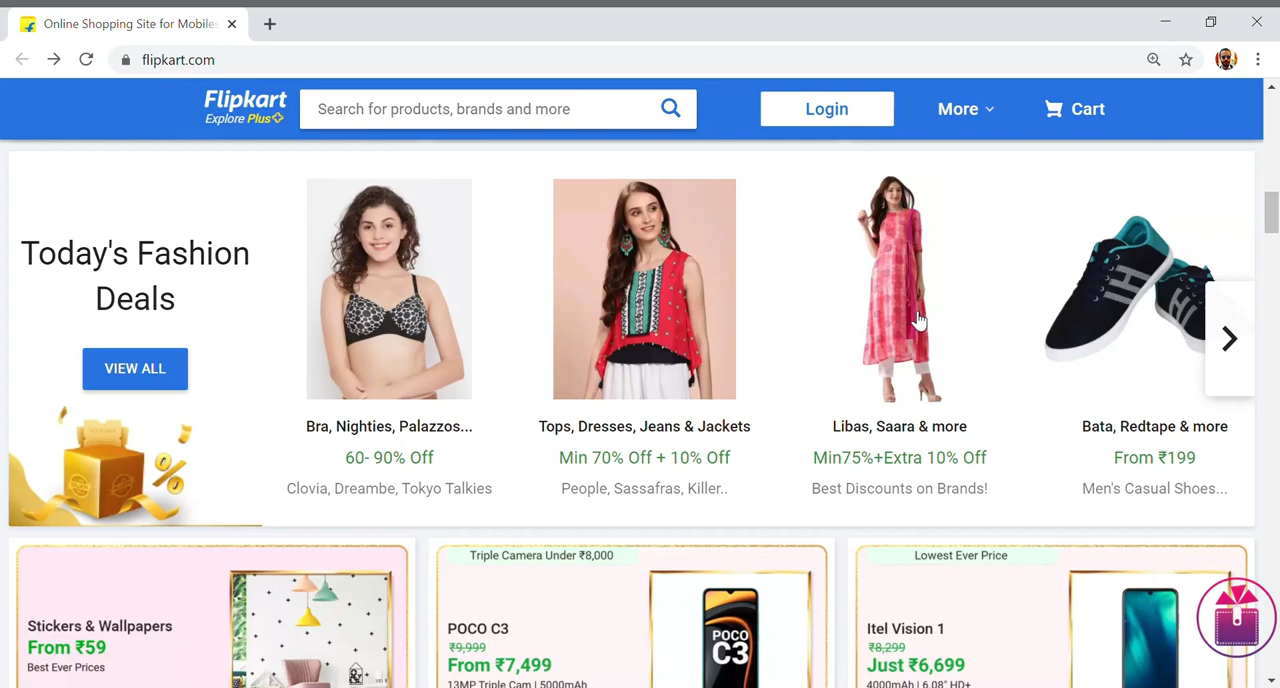 Online Shopping Site for Mobiles
flipkart.com
Flipkart
Explore Plus
Search for products, brands and more
Login
More
Cart
Today's Fashion
Deals
VIEW ALL
Bra, Nighties, Palazzos...
60- 90% Off
Clovia, Dreambe, Tokyo Talkies
Tops, Dresses, Jeans & Jackets
Min 70% Off + 10% Off
People, Sassafras, Killer..
Libas, Saara & more
Min75%+Extra 10% Off
Best Discounts on Brands!
Bata, Redtape & more
From ₹199
Men's Casual Shoes...
Stickers & Wallpapers
From ₹59
Best Ever Prices
Triple Camera Under ₹8,000
POCO C3
₹9,999
From ₹7,499
13MP Triple Cam | 5000mAh
POCO
C3
Lowest Ever Price
Itel Vision 1
₹8,299
Just ₹6,699
4000mAh | 6.08" HD+